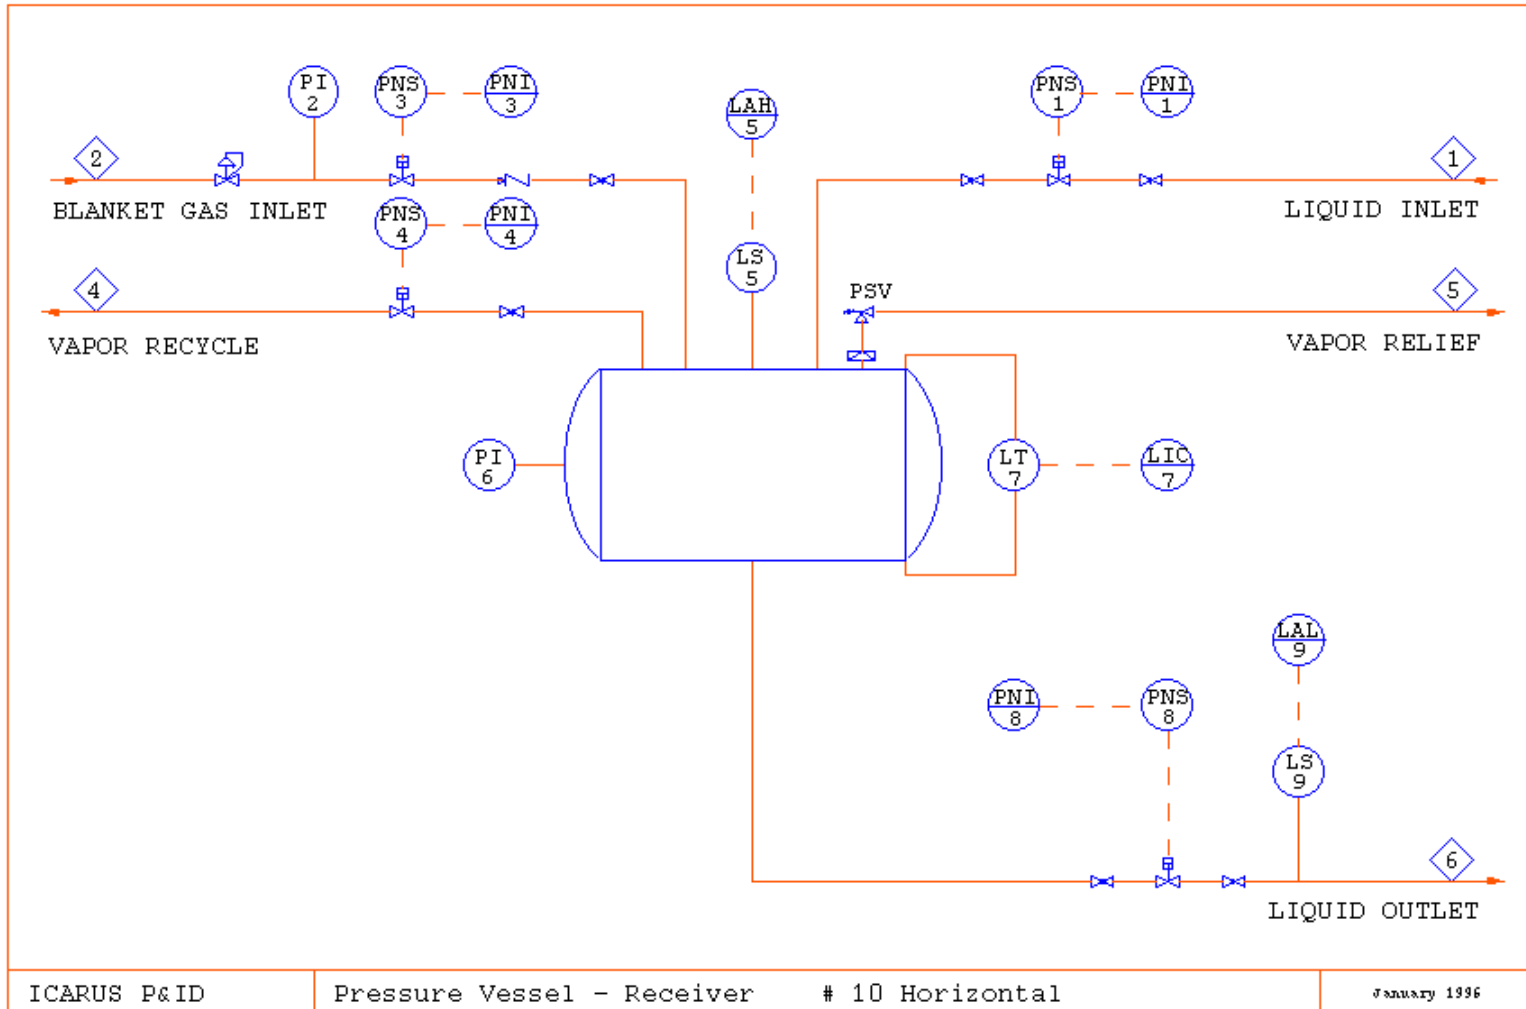 PI
2
PNS
3
PNI
3
LAH
5
PNS
1
PNI
1
2
1
BLANKET GAS INLET
LIQUID INLET
PNS
4
PNI
4
LS
5
4
PSV
5
VAPOR RECYCLE
VAPOR RELIEF
PI
6
LT
7
LIC
7
LAL
9
PNI
8
PNS
8
LS
9
6
LIQUID OUTLET
ICARUS P&ID
Pressure Vessel - Receiver # 10 Horizontal
January 1996